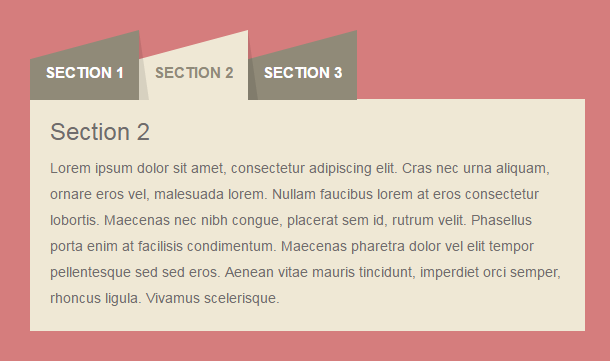 SECTION 1 SECTION 2 SECTION 3
Section 2
Lorem ipsum dolor sit amet, consectetur adipiscing elit. Cras nec urna aliquam,
ornare eros vel, malesuada lorem. Nullam faucibus lorem at eros consectetur
lobortis. Maecenas nec nibh congue, placerat sem id, rutrum velit. Phasellus
porta enim at facilisis condimentum. Maecenas pharetra dolor vel elit tempor
pellentesque sed sed eros. Aenean vitae mauris tincidunt, imperdiet orci semper,
rhoncus ligula. Vivamus scelerisque.